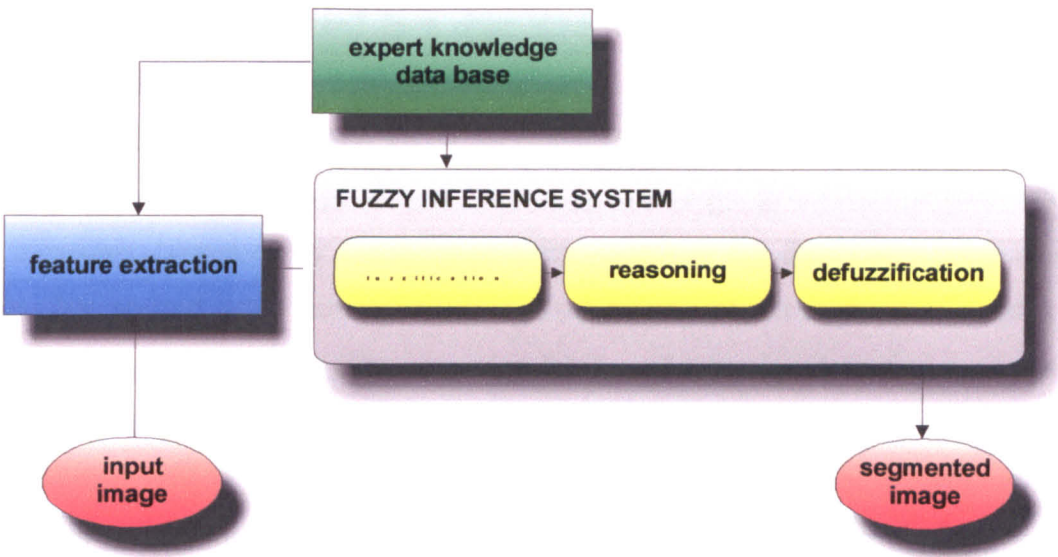 expert knowledge
data base
FUZZY INFERENCE SYSTEM
feature extraction
reasoning
defuzzification
input
image
segmented
image